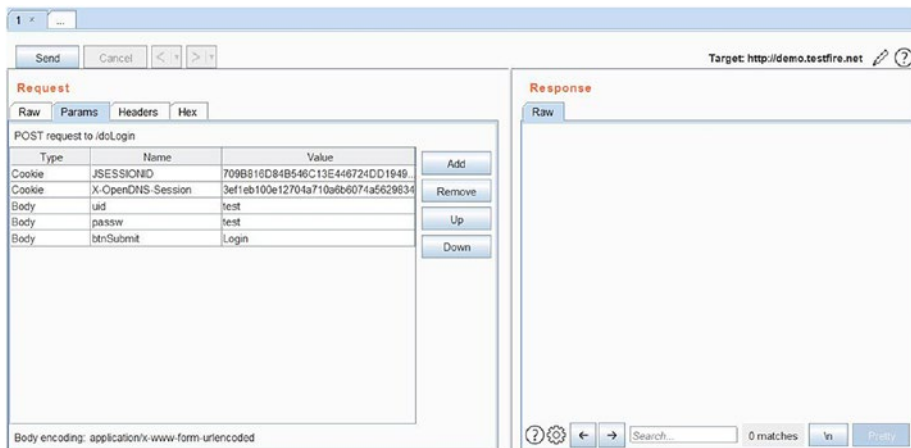 1 × ...
Send Cancel < >
Target: http://demo.testfire.net
Request
Raw Params Headers Hex
POST request to /doLogin
Type Name Value
Cookie JSESSIONID 709B816D84B546C13E446724DD1949...
Cookie X-OpenDNS-Session 3ef1eb100e12704a710a6b6074a5629834
Body uid test
Body passw test
Body btnSubmit Login
Add
Remove
Up
Down
Body encoding: application/x-www-form-urlencoded
Response
Raw
Search... 0 matches \n Pretty